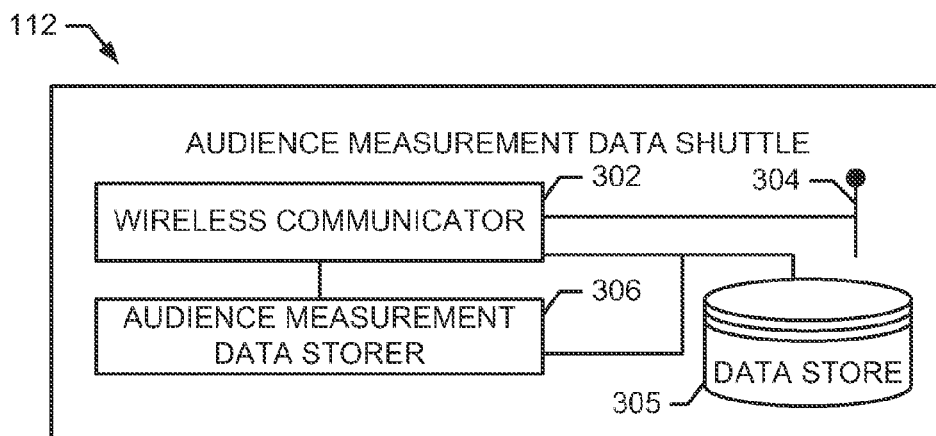 112
AUDIENCE MEASUREMENT DATA SHUTTLE
302
304
WIRELESS COMMUNICATOR
306
AUDIENCE MEASUREMENT
DATA STORER
DATA STORE
305